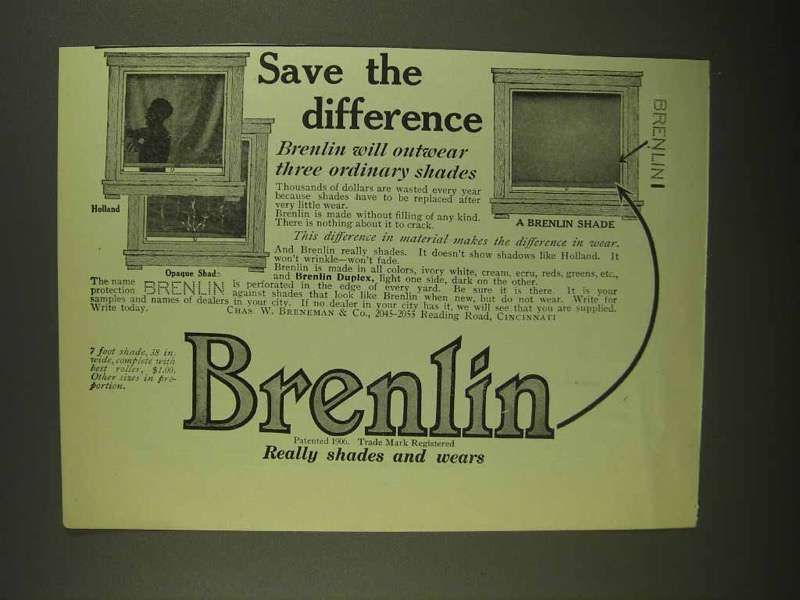 Save the
difference
Brenlin will outwear
three ordinary shades
Thousands of dollars are wasted every year
because shades have to be replaced after
very little wear.
Brenlin is made without filling of any kind.
There is nothing about it to crack.
Holland
Opaque Shade
BRENLIN
A BRENLIN SHADE
This difference in material makes the difference in wear.
And Brenlin really shades. It doesn't show shadows like Holland. It
won't wrinkle—won't fade.
Brenlin is made in all colors, ivory white, cream, ecru, reds, greens, etc.,
and Brenlin Duplex, light one side, dark on the other.
The name BRENLIN is perforated in the edge of every yard. Be sure it is there. It is your
protection against shades that look like Brenlin when new, but do not wear. Write for
samples and names of dealers in your city. If no dealer in your city has it, we will see that you are supplied.
Write today. CHAS. W. BRENEMAN & CO., 2045-2055 Reading Road, CINCINNATI
7 foot shade, 38 in.
wide, complete with
best roller, $1.00.
Other sizes in pro-
portion.
Brenlin
Patented 1906. Trade Mark Registered
Really shades and wears